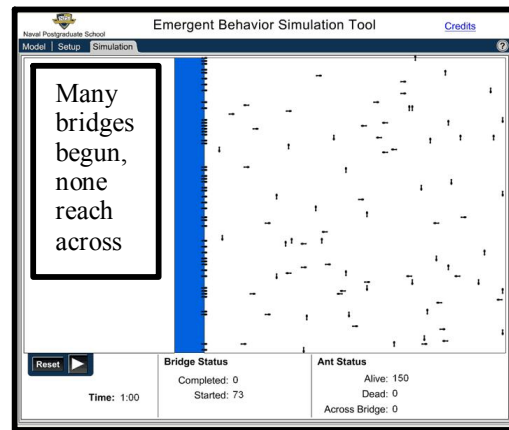 NPS
Naval Postgraduate School
Emergent Behavior Simulation Tool
Credits
Model | Setup Simulation
?
Many
bridges
begun,
none
reach
across
Reset
Time: 1:00
Bridge Status
Completed: 0
Started: 73
Ant Status
Alive: 150
Dead: 0
Across Bridge: 0